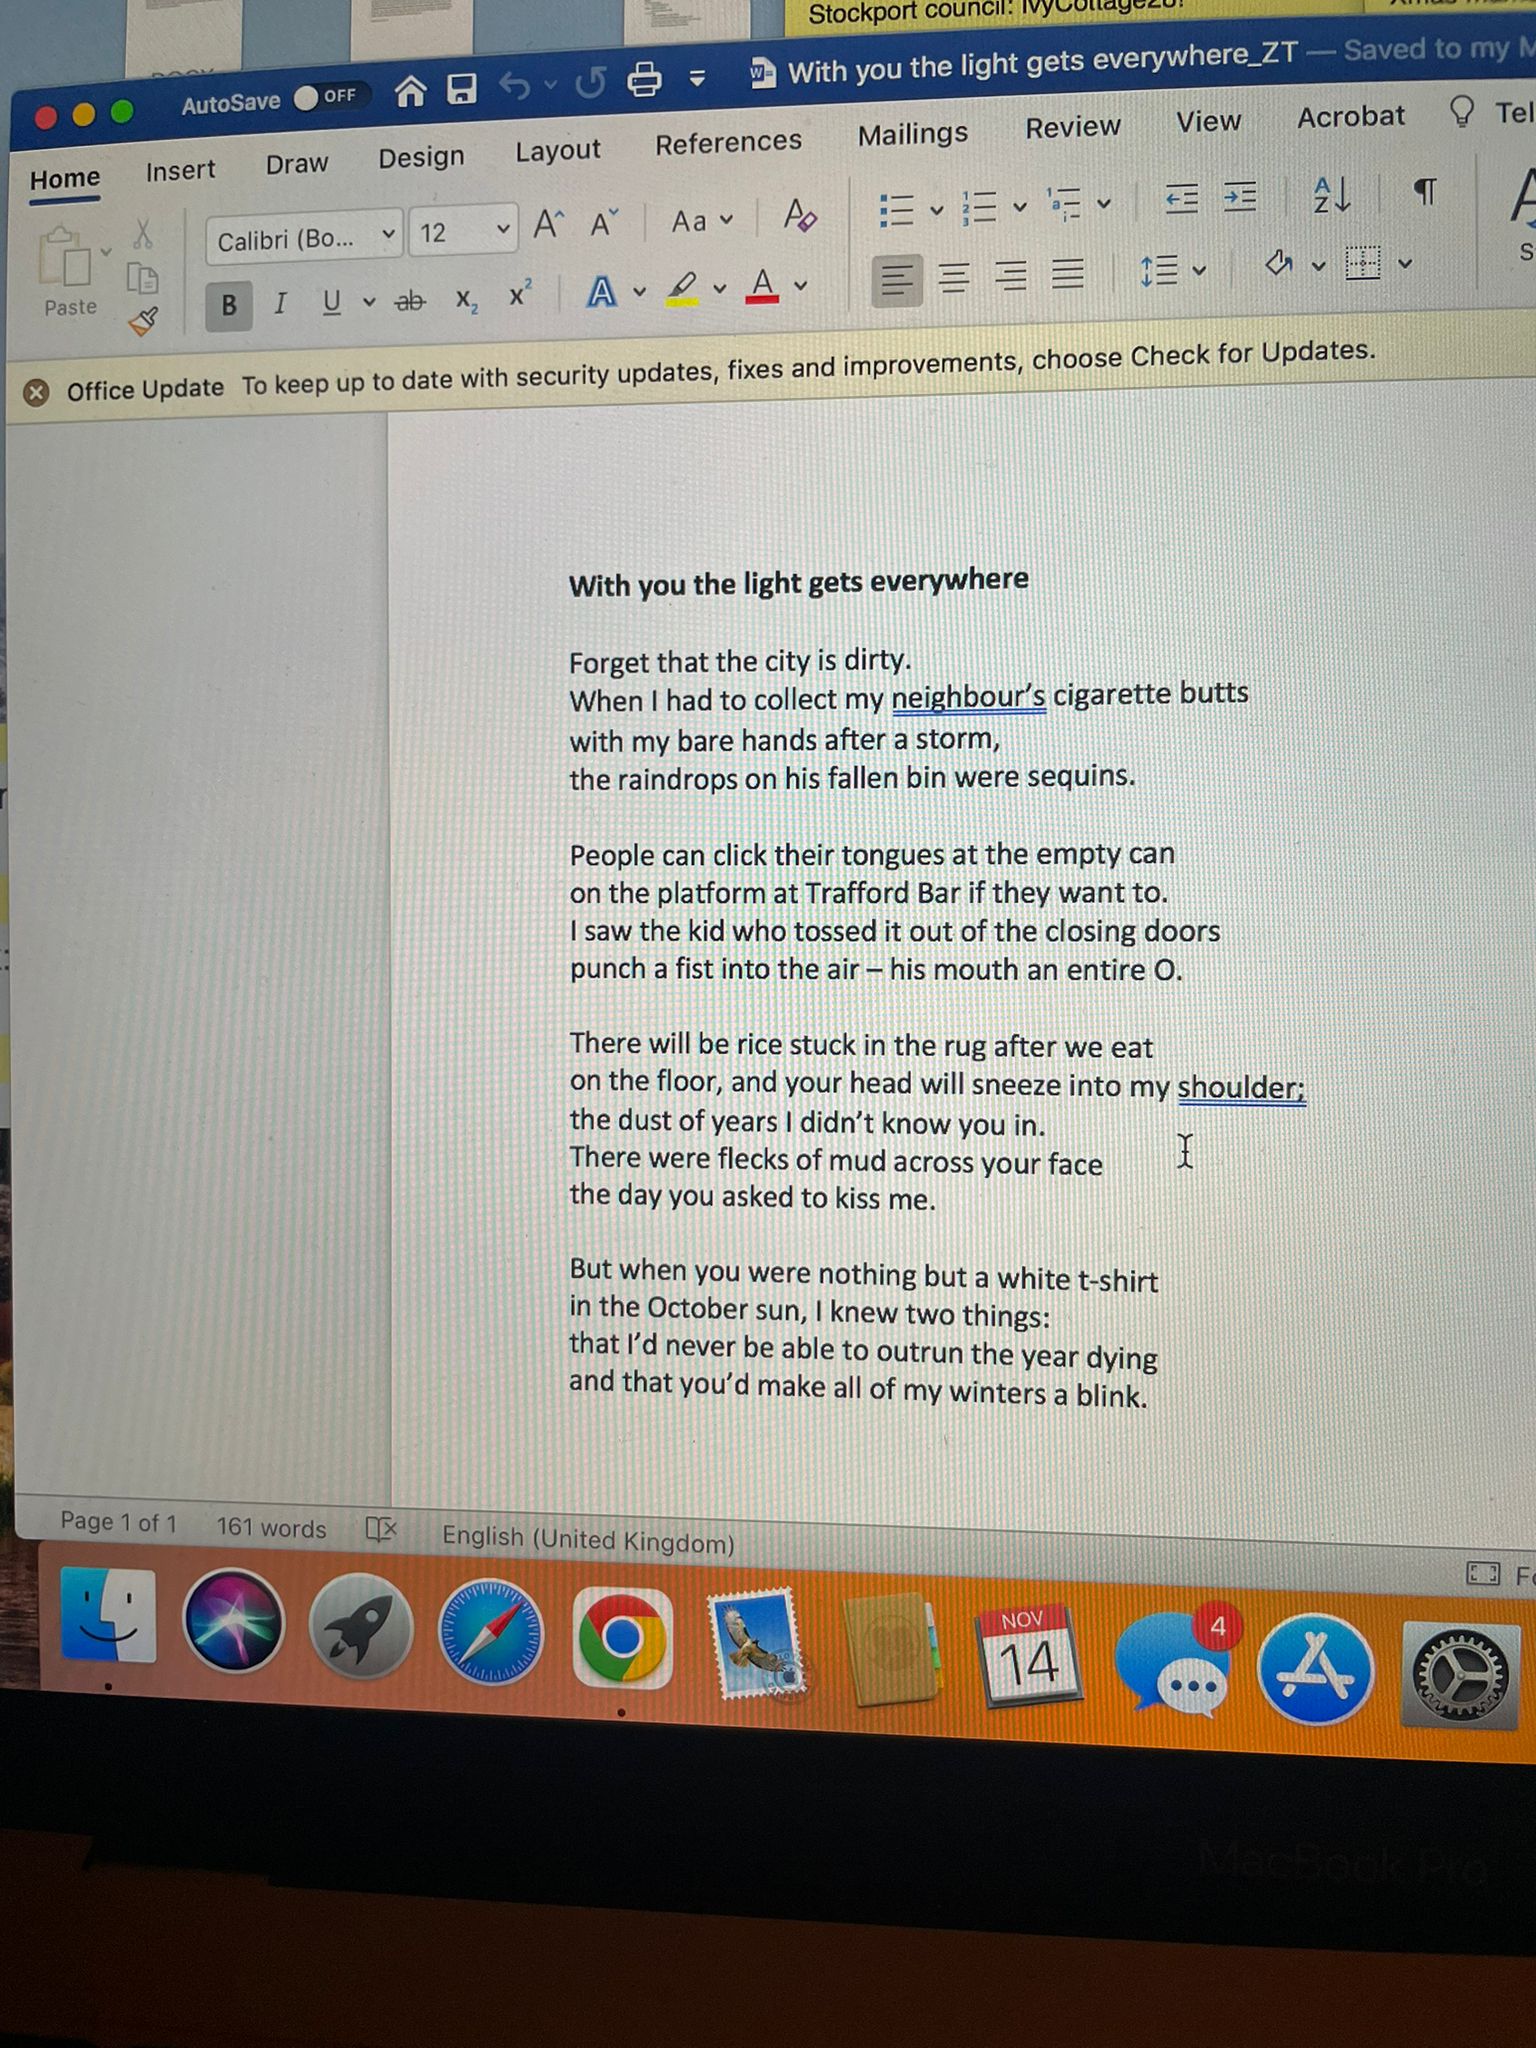 Stockport council:
With you the light gets everywhere_ZT — Saved to my M
AutoSave OFF
Home Insert Draw Design Layout References Mailings Review View Acrobat Tel
Paste
Calibri (Bo... 12
Office Update To keep up to date with security updates, fixes and improvements, choose Check for Updates.
With you the light gets everywhere
Forget that the city is dirty.
When I had to collect my neighbour's cigarette butts
with my bare hands after a storm,
the raindrops on his fallen bin were sequins.
People can click their tongues at the empty can
on the platform at Trafford Bar if they want to.
I saw the kid who tossed it out of the closing doors
punch a fist into the air – his mouth an entire O.
There will be rice stuck in the rug after we eat
on the floor, and your head will sneeze into my shoulder;
the dust of years I didn't know you in.
There were flecks of mud across your face
the day you asked to kiss me.
But when you were nothing but a white t-shirt
in the October sun, I knew two things:
that I'd never be able to outrun the year dying
and that you'd make all of my winters a blink.
Page 1 of 1 161 words English (United Kingdom)
NOV
14
4
MacBook Pro